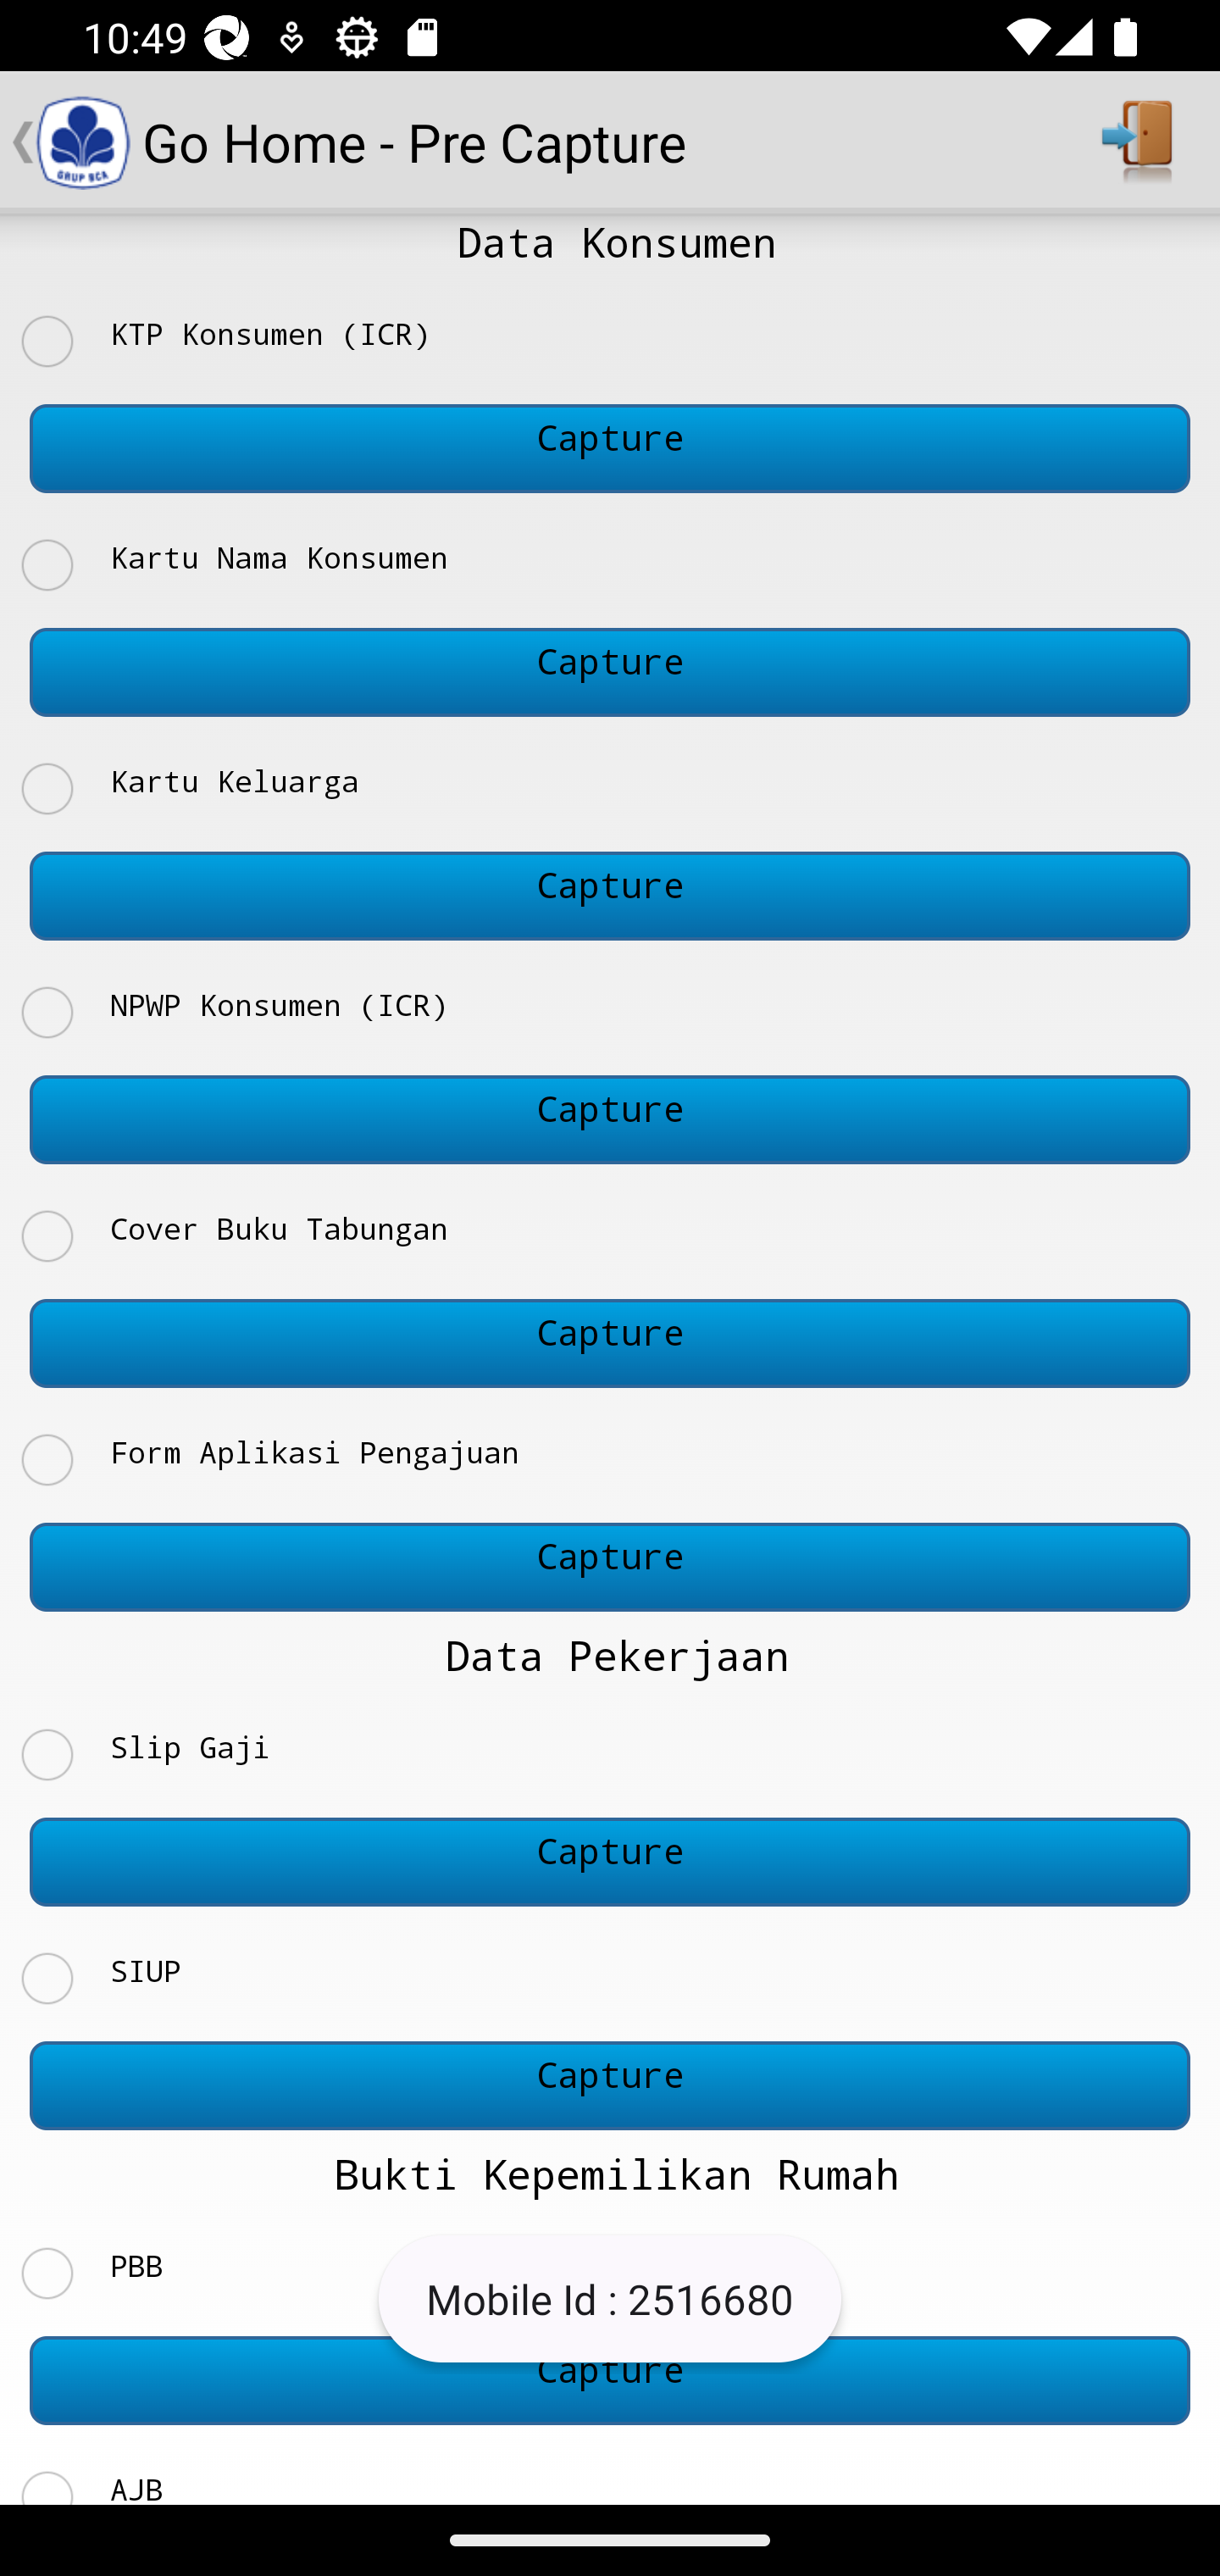 10:49
GRUP BCA
Go Home - Pre Capture
Data Konsumen
KTP Konsumen (ICR)
Capture
Kartu Nama Konsumen
Capture
Kartu Keluarga
Capture
NPWP Konsumen (ICR)
Capture
Cover Buku Tabungan
Capture
Form Aplikasi Pengajuan
Capture
Data Pekerjaan
Slip Gaji
Capture
SIUP
Capture
Bukti Kepemilikan Rumah
PBB
Mobile Id : 2516680
Capture
AJB